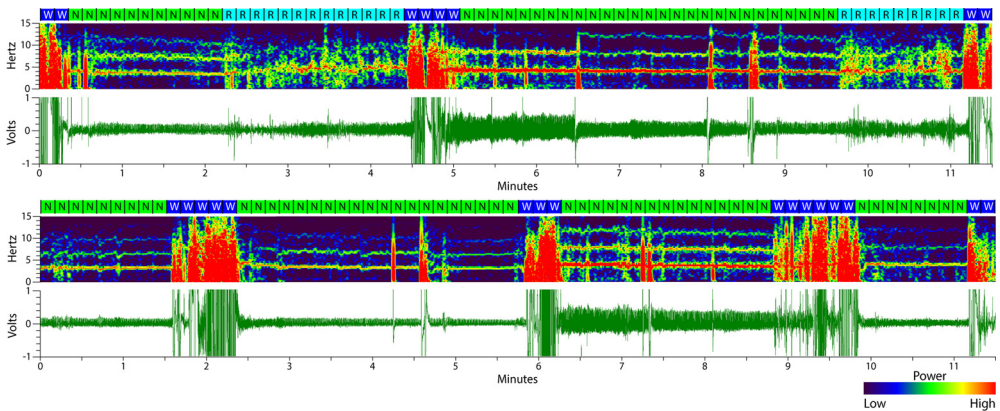 W W N N N N N N N N N N N R R R R R R R R R R R R R W W W W N N N N N N N N N N N N N N N N N N N N N N N N N N N R R R R R R R R R W W
15
10
5
0
Hertz
1
0
-1
Volts
0 1 2 3 4 5 6 7 8 9 10 11
Minutes
N N N N N N N N N W W W W W N N N N N N N N N N N N N N N N N N N N W W W N N N N N N N N N N N N N N N W W W W W W N N N N N N N N W W
15
10
5
0
Hertz
1
0
-1
Volts
0 1 2 3 4 5 6 7 8 9 10 11
Minutes
Power
Low High